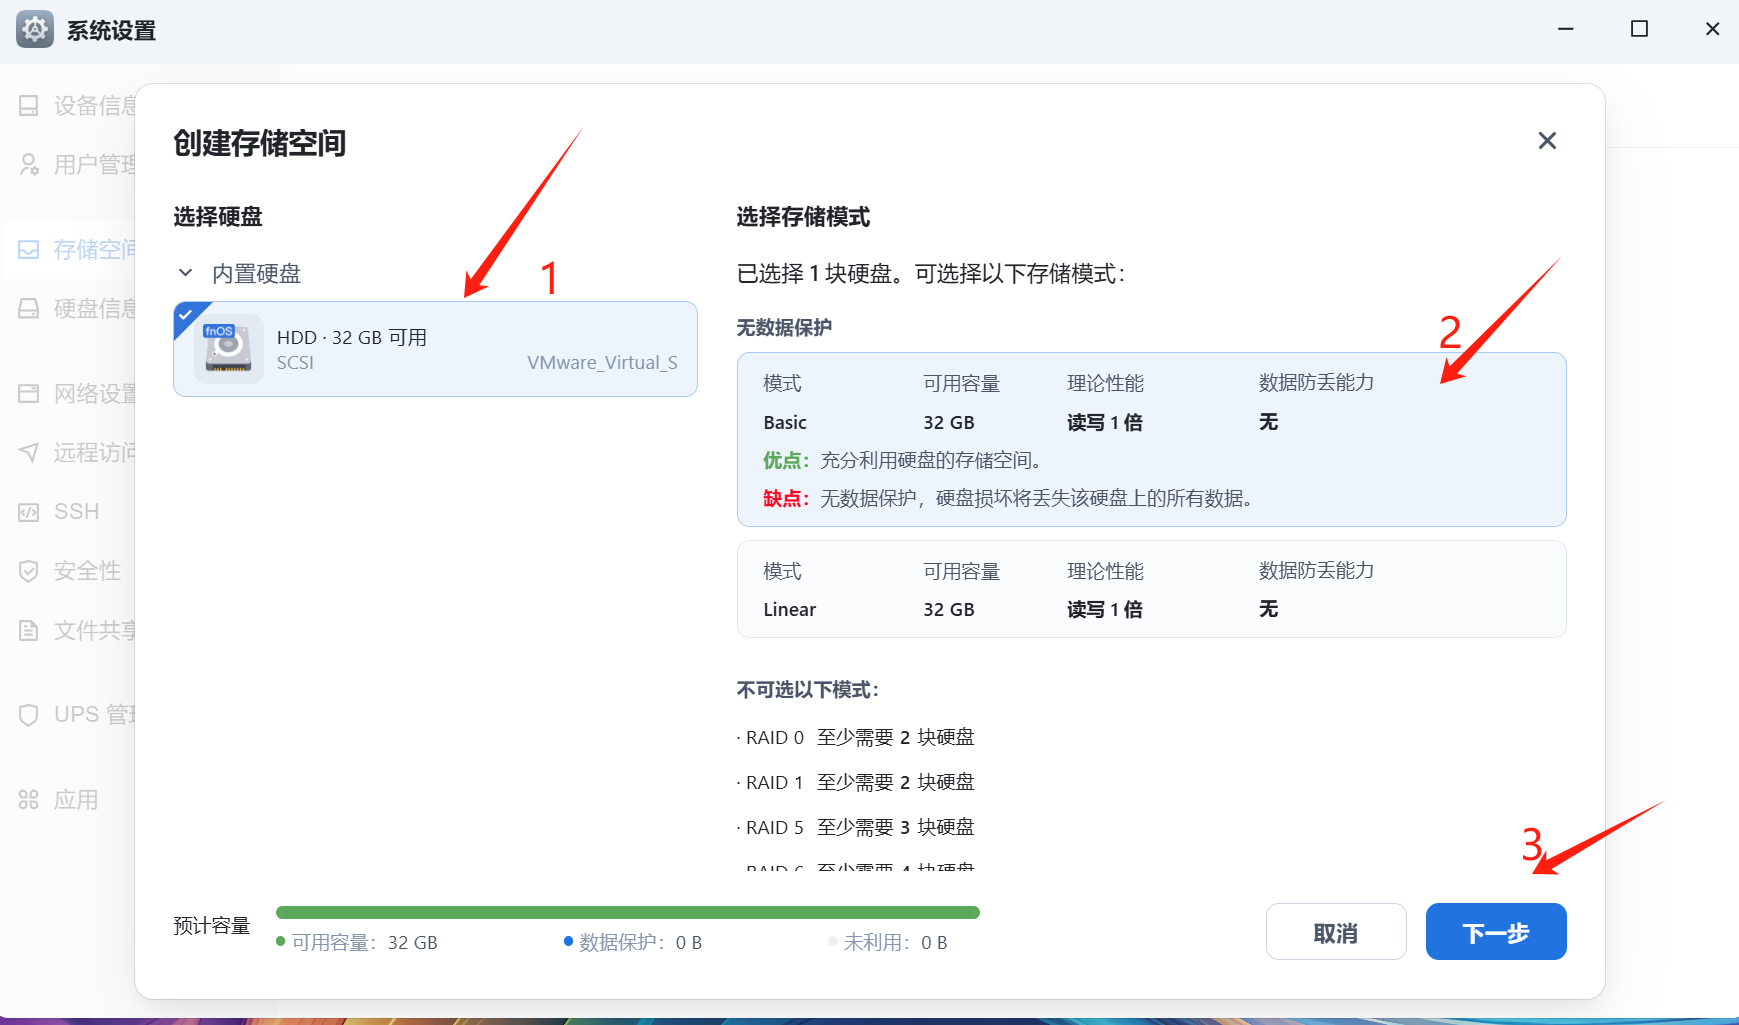 系统设置
设备信息
用户管理
存储空间
硬盘信息
网络设置
远程访问
SSH
安全性
文件共享
UPS 管理
应用
创建存储空间
选择硬盘
内置硬盘
1
fnOS
HDD · 32 GB 可用
SCSI VMware_Virtual_S
选择存储模式
已选择 1 块硬盘。可选择以下存储模式：
无数据保护
2
模式 可用容量 理论性能 数据防丢能力
Basic 32 GB 读写 1 倍 无
优点： 充分利用硬盘的存储空间。
缺点： 无数据保护，硬盘损坏将丢失该硬盘上的所有数据。
模式 可用容量 理论性能 数据防丢能力
Linear 32 GB 读写 1 倍 无
不可选以下模式：
· RAID 0 至少需要 2 块硬盘
· RAID 1 至少需要 2 块硬盘
· RAID 5 至少需要 3 块硬盘
· RAID 6 至少需要 4 块硬盘
3
预计容量
可用容量： 32 GB 数据保护： 0 B 未利用： 0 B
取消 下一步